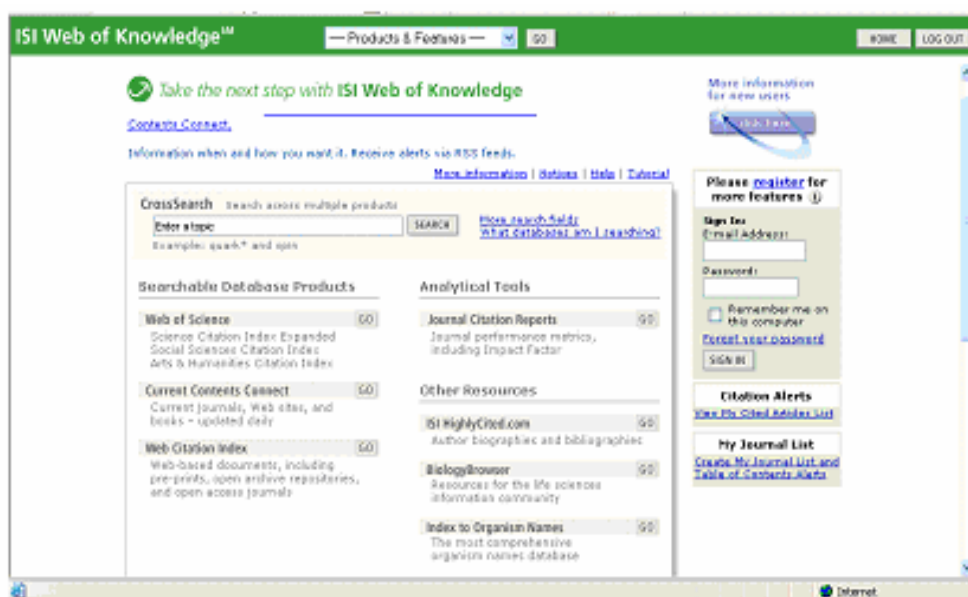 ISI Web of Knowledge℠
— Products & Features —
GO
HOME
LOG OUT
Take the next step with ISI Web of Knowledge
Contents Connect.
Information when and how you want it. Receive alerts via RSS feeds.
More information | Notices | Help | Tutorial
CrossSearch Search across multiple products
Enter a topic
SEARCH
More search fields
What databases am I searching?
Example: quark* and spin
Searchable Database Products
Web of Science GO
Science Citation Index Expanded
Social Sciences Citation Index
Arts & Humanities Citation Index
Current Contents Connect GO
Current journals, Web sites, and
books - updated daily
Web Citation Index GO
Web-based documents, including
pre-prints, open archive repositories,
and open access journals
Analytical Tools
Journal Citation Reports GO
Journal performance metrics,
including Impact Factor
Other Resources
ISI HighlyCited.com GO
Author biographies and bibliographies
BiologyBrowser GO
Resources for the life sciences
information community
Index to Organism Names GO
The most comprehensive
organism names database
More information
for new users
click here
Please register for
more features
Sign In:
E-mail Address:
Password:
Remember me on
this computer
Forgot your password
SIGN IN
Citation Alerts
View My Cited Articles List
My Journal List
Create My Journal List and
Table of Contents Alerts
Internet